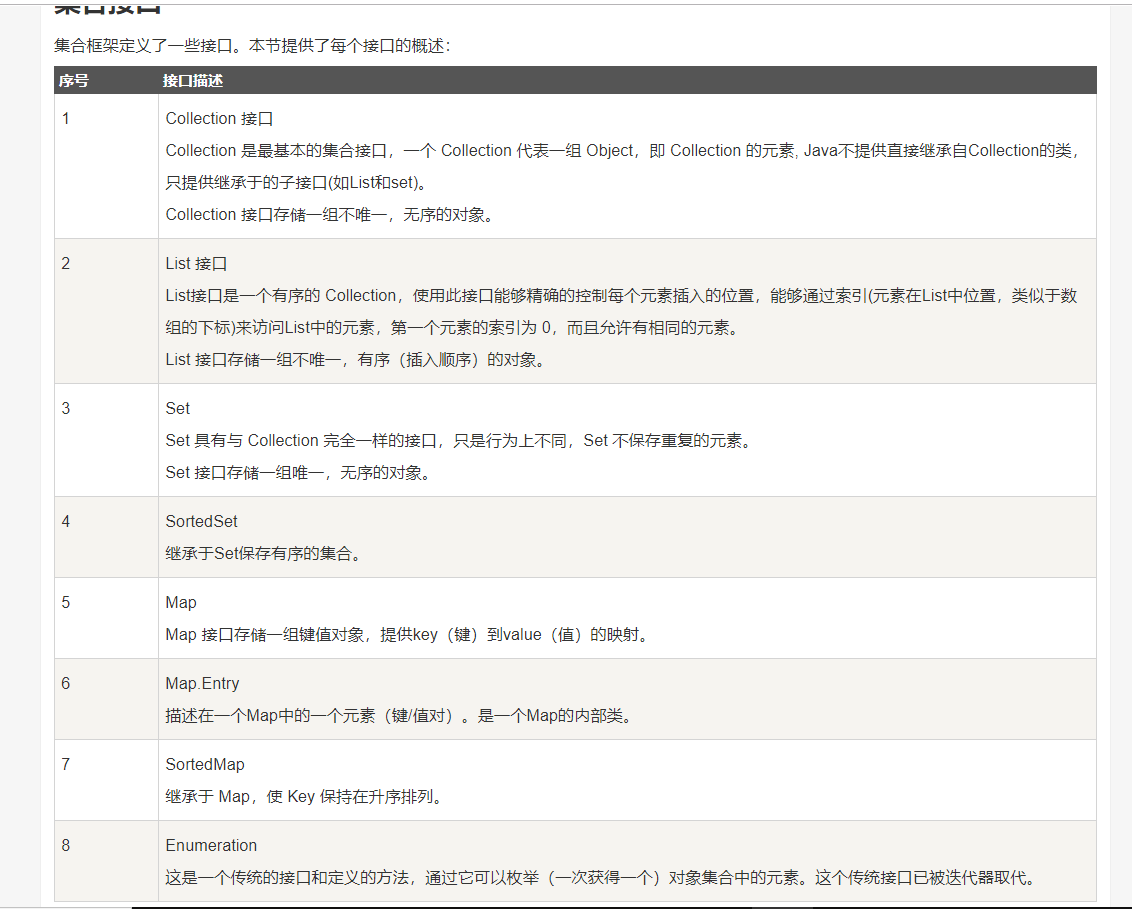 集合接口
集合框架定义了一些接口。本节提供了每个接口的概述：
序号 接口描述
1 Collection 接口
Collection 是最基本的集合接口，一个 Collection 代表一组 Object，即 Collection 的元素, Java不提供直接继承自Collection的类，
只提供继承于的子接口(如List和set)。
Collection 接口存储一组不唯一，无序的对象。
2 List 接口
List接口是一个有序的 Collection，使用此接口能够精确的控制每个元素插入的位置，能够通过索引(元素在List中位置，类似于数
组的下标)来访问List中的元素，第一个元素的索引为 0，而且允许有相同的元素。
List 接口存储一组不唯一，有序（插入顺序）的对象。
3 Set
Set 具有与 Collection 完全一样的接口，只是行为上不同，Set 不保存重复的元素。
Set 接口存储一组唯一，无序的对象。
4 SortedSet
继承于Set保存有序的集合。
5 Map
Map 接口存储一组键值对象，提供key（键）到value（值）的映射。
6 Map.Entry
描述在一个Map中的一个元素（键/值对）。是一个Map的内部类。
7 SortedMap
继承于 Map，使 Key 保持在升序排列。
8 Enumeration
这是一个传统的接口和定义的方法，通过它可以枚举（一次获得一个）对象集合中的元素。这个传统接口已被迭代器取代。